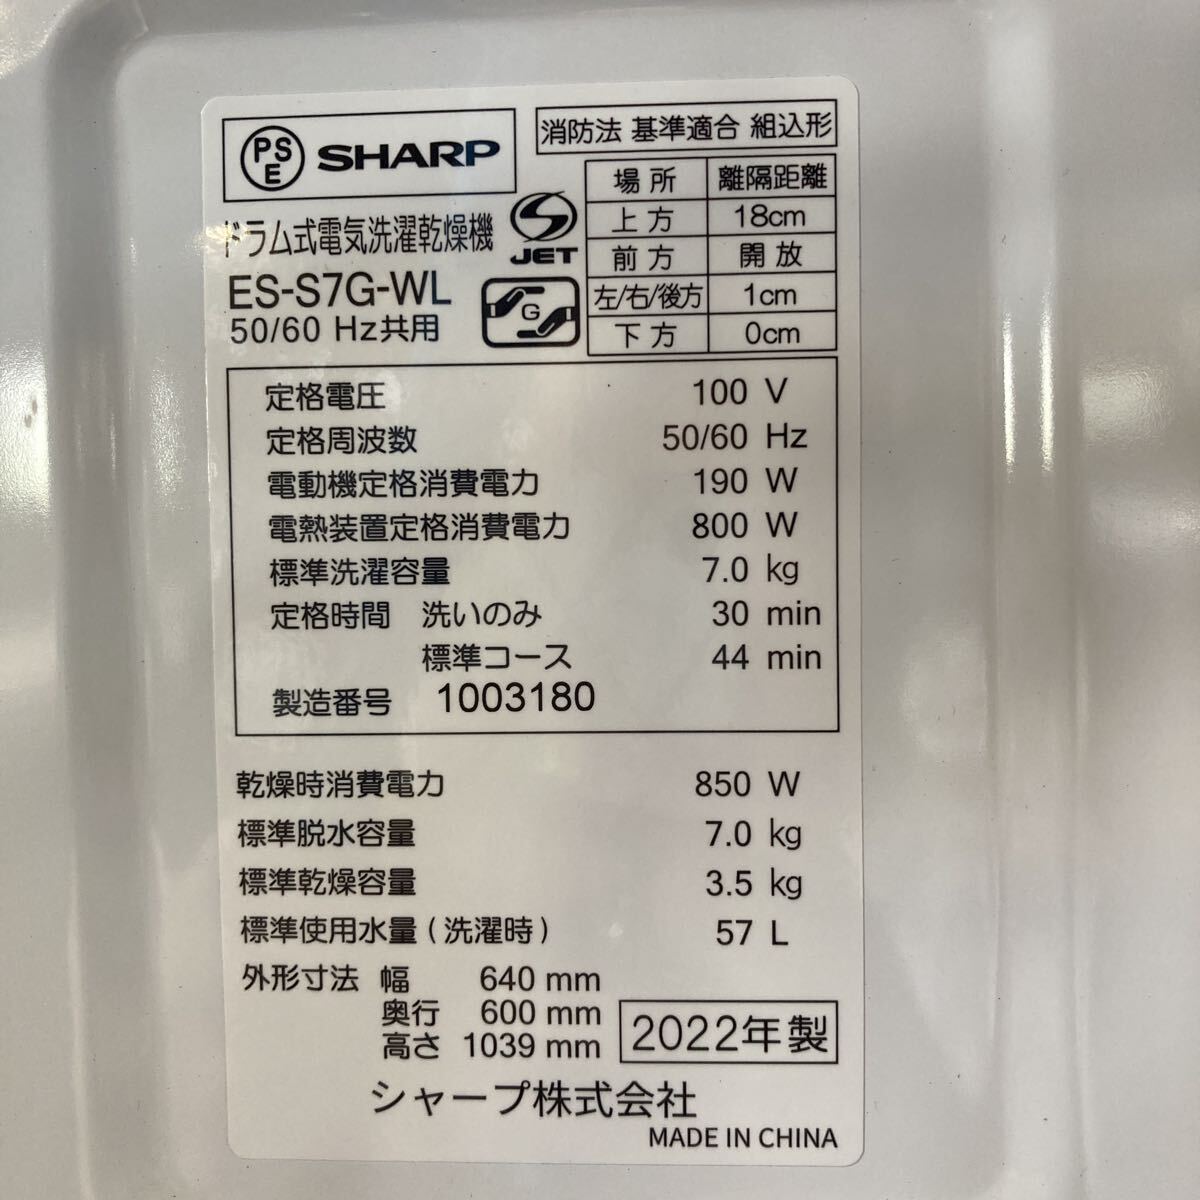 PS
E
SHARP
消防法 基準適合 組込形
場所 離隔距離
上方 18cm
前方 開放
左/右/後方 1cm
下方 0cm
ドラム式電気洗濯乾燥機
JET
ES-S7G-WL
G
50/60 Hz共用
定格電圧 100 V
定格周波数 50/60 Hz
電動機定格消費電力 190 W
電熱装置定格消費電力 800 W
標準洗濯容量 7.0 kg
定格時間 洗いのみ 30 min
標準コース 44 min
製造番号 1003180
乾燥時消費電力 850 W
標準脱水容量 7.0 kg
標準乾燥容量 3.5 kg
標準使用水量(洗濯時) 57 L
外形寸法 幅 640 mm
奥行 600 mm
高さ 1039 mm
2022年製
シャープ株式会社
MADE IN CHINA